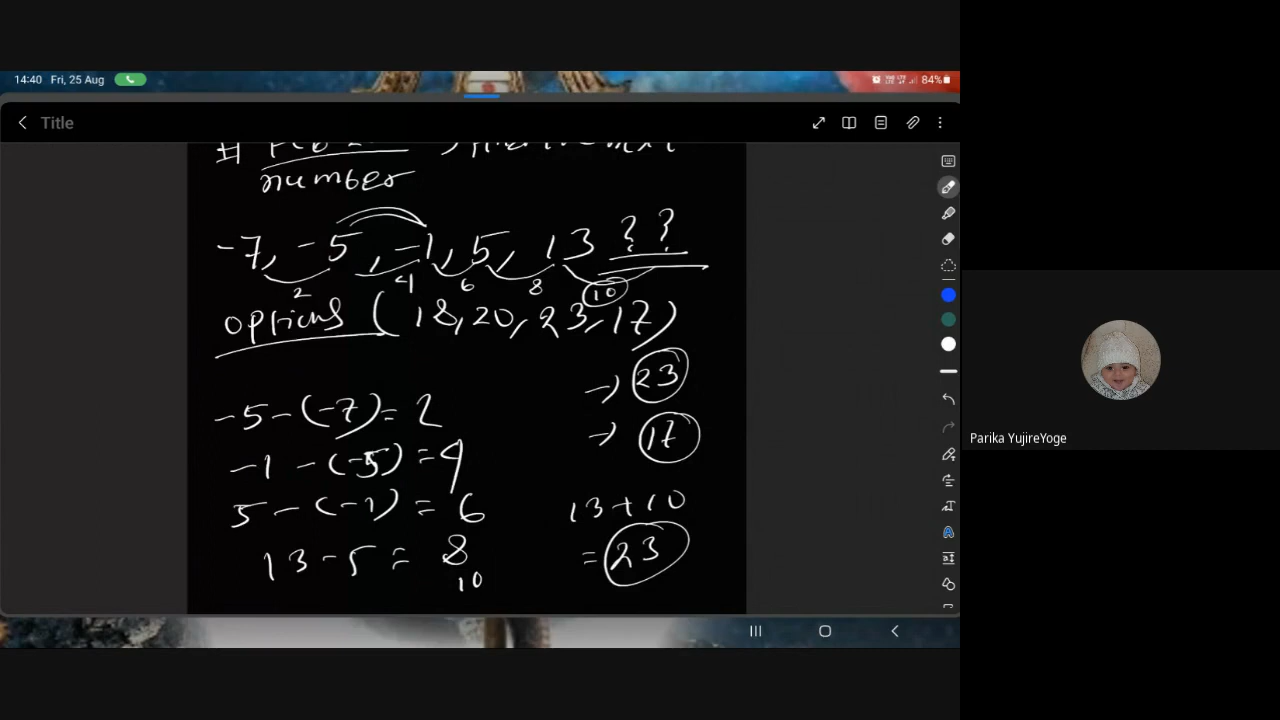 14:40 Fri, 25 Aug 84%
Title
number
-7, -5, -1, 5, 13 ??
2 4 6 8 10
options (18, 20, 23, 17)
→ 23
-5 - (-7) = 2
→ 17
-1 - (-5) = 4
5 - (-1) = 6
13 + 10
13 - 5 = 8
= 23
10
Parika YujireYoge